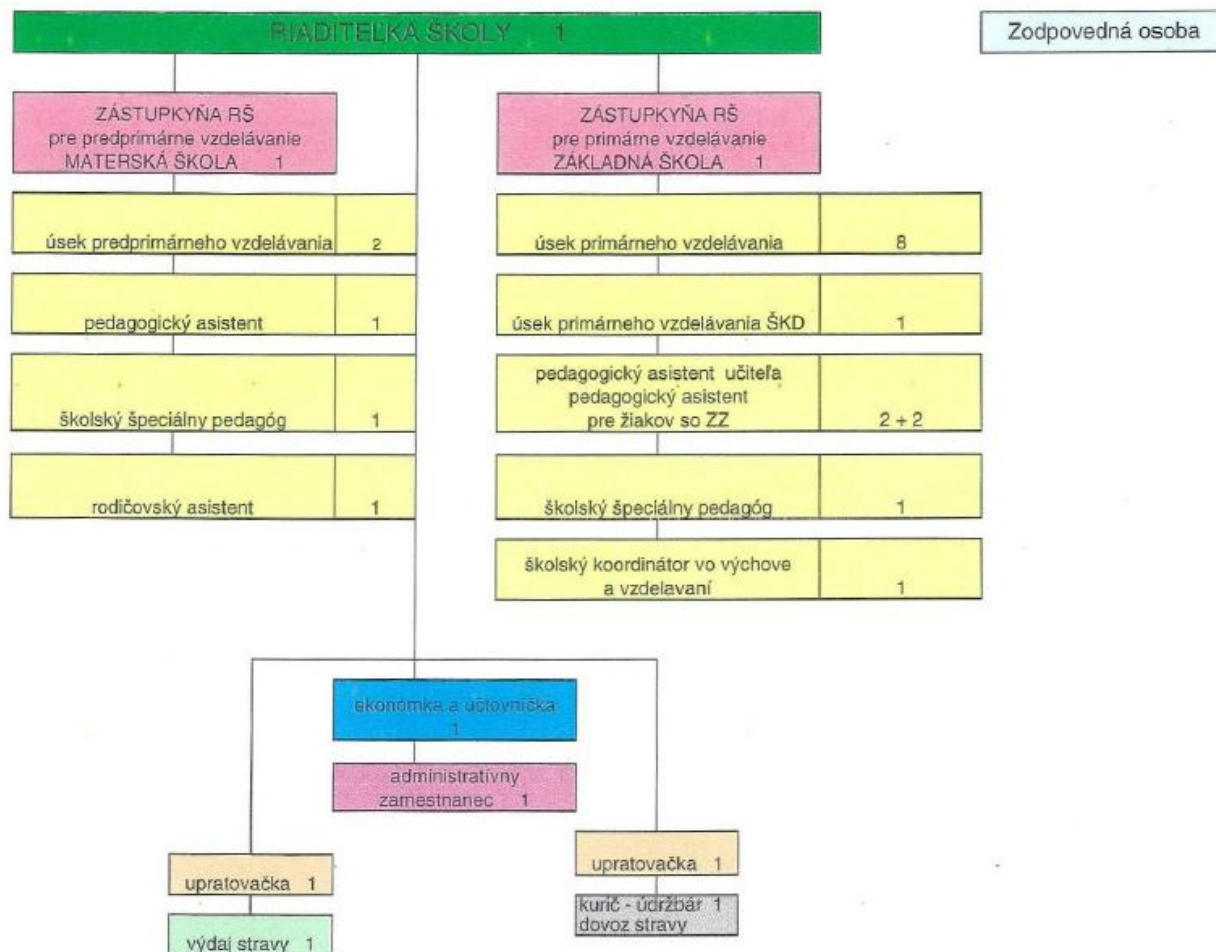 RIADITEĽKA ŠKOLY 1
Zodpovedná osoba
ZÁSTUPKYŇA RŠ
pre predprimárne vzdelávanie
MATERSKÁ ŠKOLA 1
úsek predprimárneho vzdelávania 2
pedagogický asistent 1
školský špeciálny pedagóg 1
rodičovský asistent 1
ZÁSTUPKYŇA RŠ
pre primárne vzdelávanie
ZÁKLADNÁ ŠKOLA 1
úsek primárneho vzdelávania 8
úsek primárneho vzdelávania ŠKD 1
pedagogický asistent učiteľa
pedagogický asistent
pre žiakov so ZZ 2 + 2
školský špeciálny pedagóg 1
školský koordinátor vo výchove
a vzdelavaní 1
ekonómka a účtovníčka
1
administratívny
zamestnanec 1
upratovačka 1
výdaj stravy 1
upratovačka 1
kurič - údržbár 1
dovoz stravy